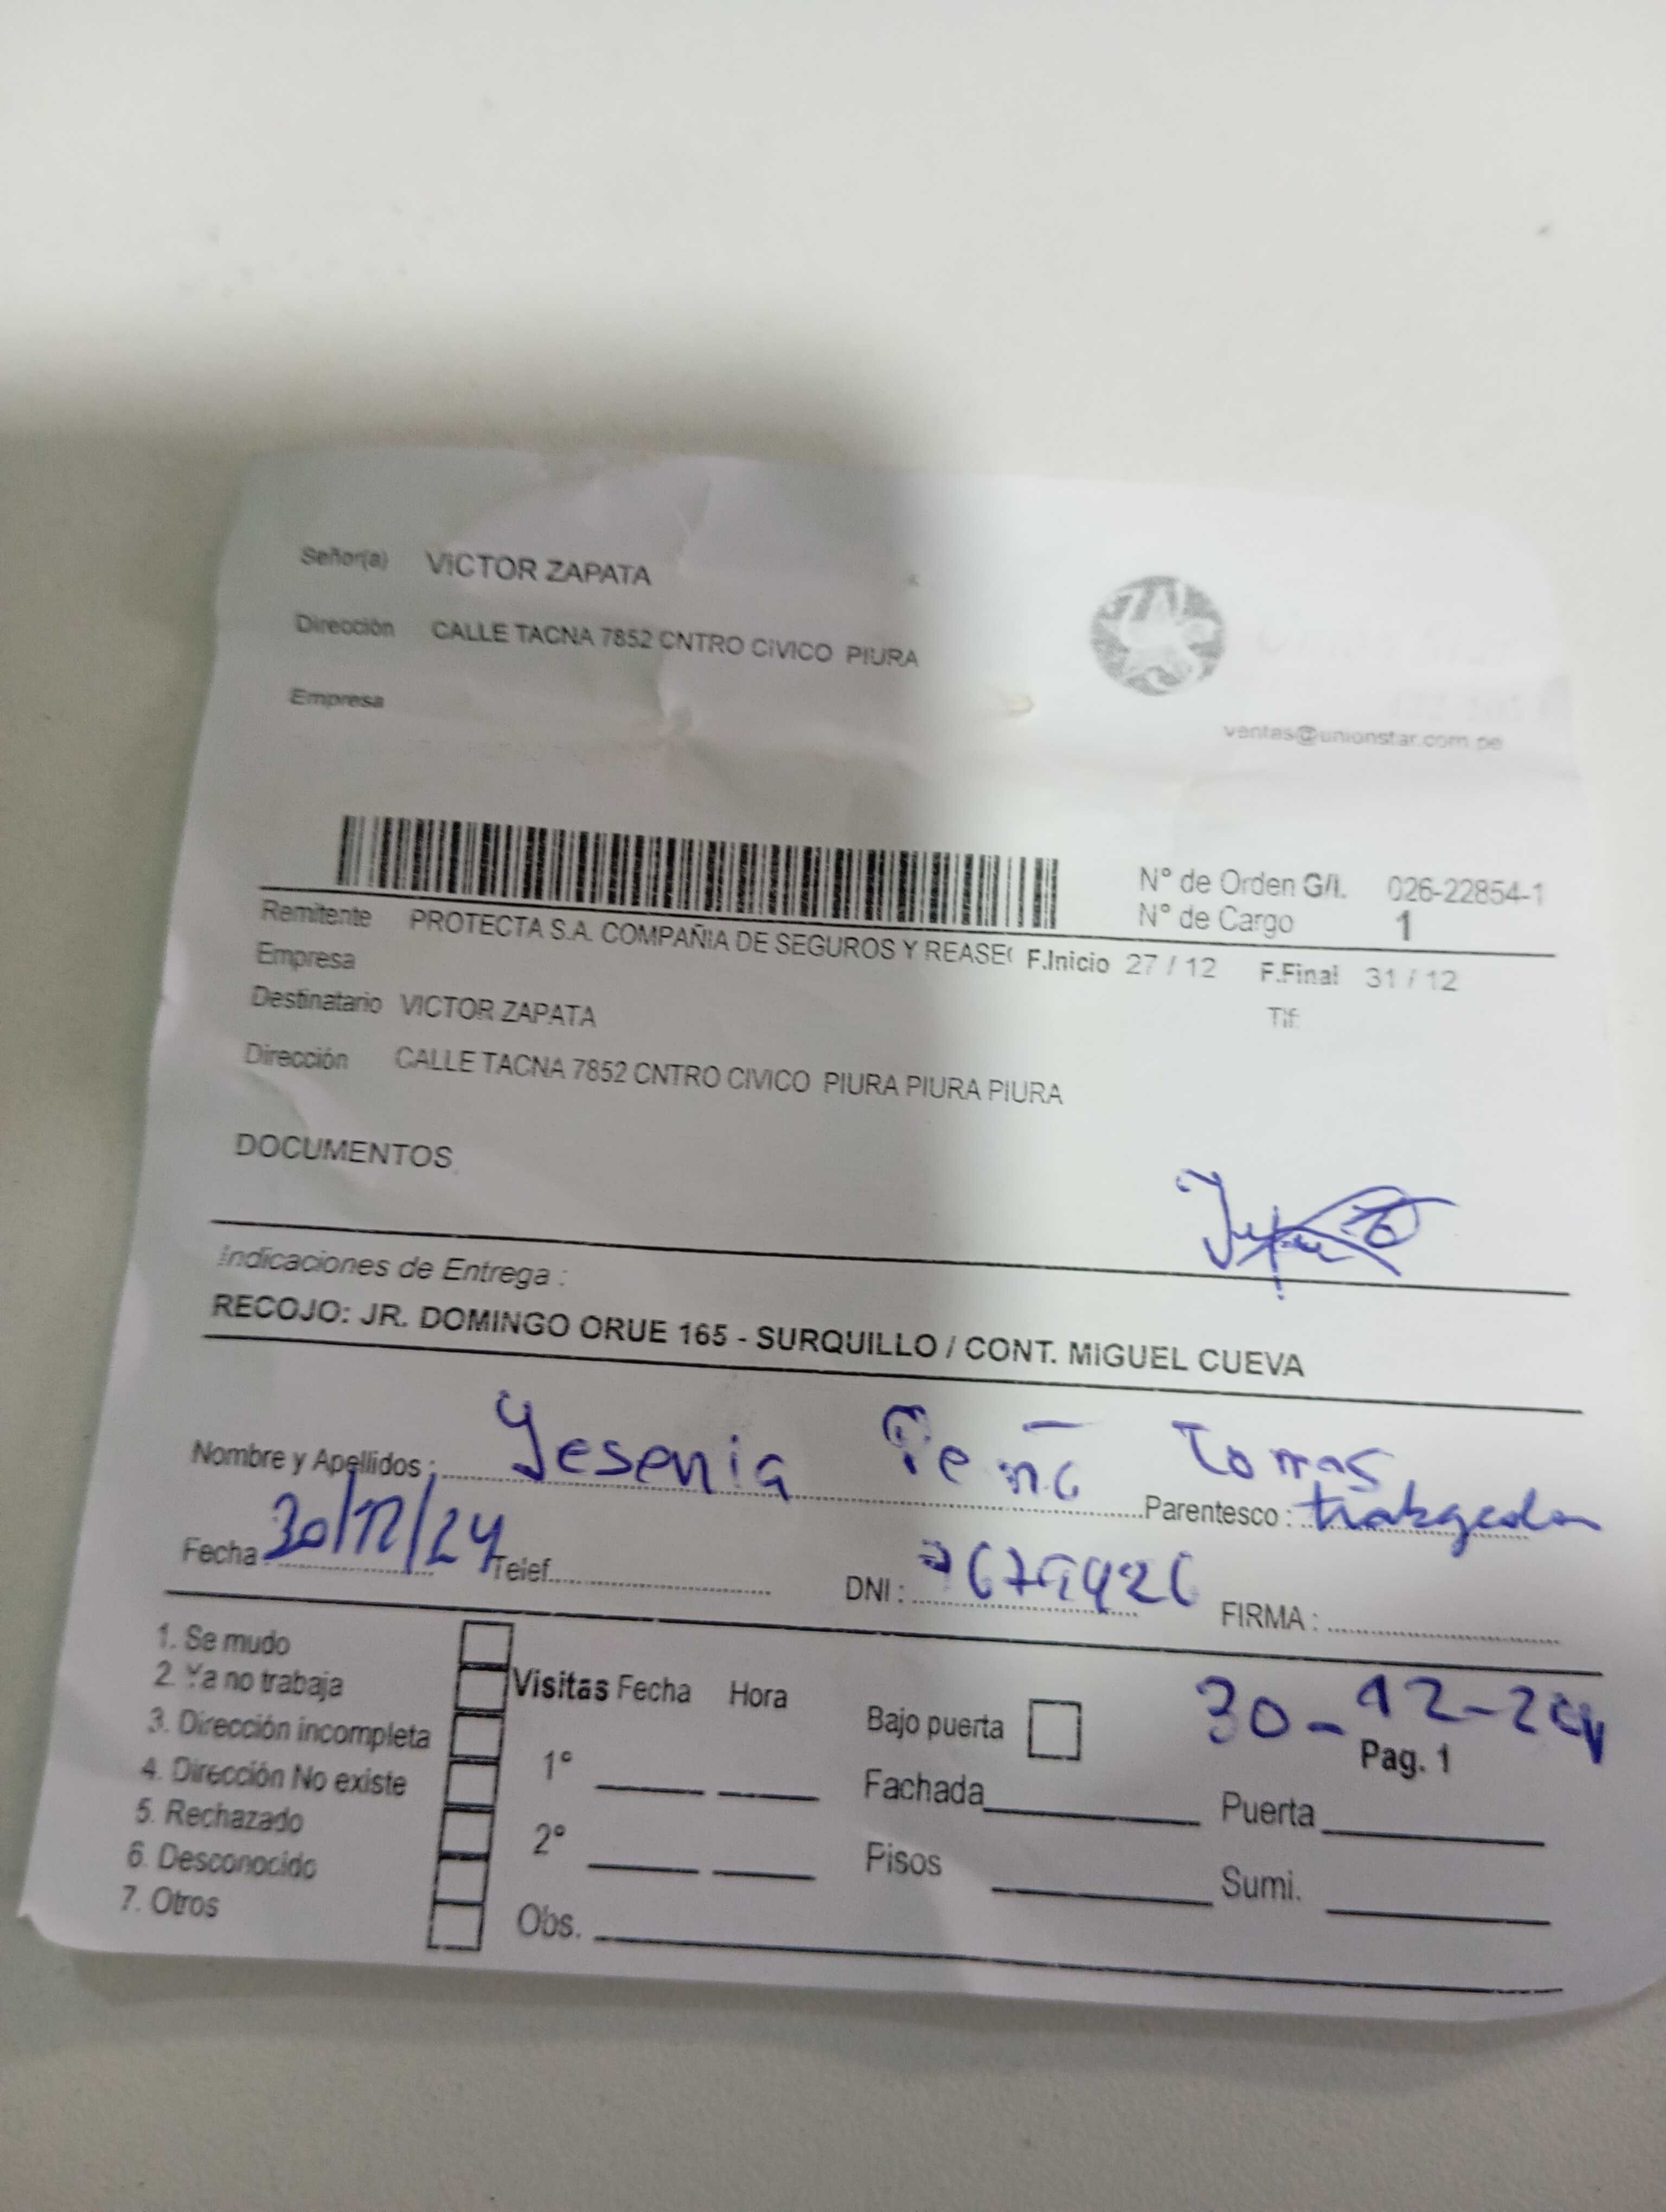 Señor(a) VICTOR ZAPATA
Dirección CALLE TACNA 7852 CNTRO CIVICO PIURA
Empresa
ventas@unionstar.com.pe
N° de Orden G/I. 026-22854-1
N° de Cargo 1
Remitente PROTECTA S.A. COMPAÑIA DE SEGUROS Y REASE( F.Inicio 27 / 12 F.Final 31 / 12
Empresa
Destinatario VICTOR ZAPATA Tlf:
Dirección CALLE TACNA 7852 CNTRO CIVICO PIURA PIURA PIURA
DOCUMENTOS
Indicaciones de Entrega :
RECOJO: JR. DOMINGO ORUE 165 - SURQUILLO / CONT. MIGUEL CUEVA
Nombre y Apellidos : Yesenia Peña Torres Parentesco :
Fecha 30/12/24 Telef. DNI : FIRMA :
1. Se mudo
2. Ya no trabaja
3. Dirección incompleta
4. Dirección No existe
5. Rechazado
6. Desconocido
7. Otros
Visitas Fecha Hora
1°
2°
Obs.
Bajo puerta 30-12-24
Pag. 1
Fachada Puerta
Pisos Sumi.